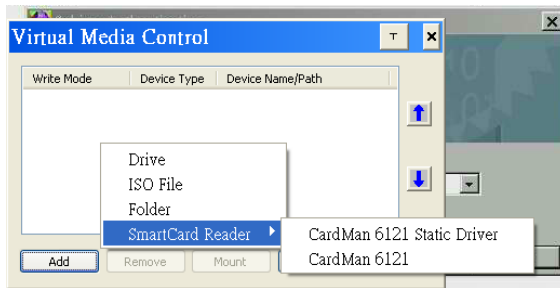 Virtual Media Control
T
x
Write Mode Device Type Device Name/Path
Drive
ISO File
Folder
SmartCard Reader
CardMan 6121 Static Driver
CardMan 6121
Add Remove Mount